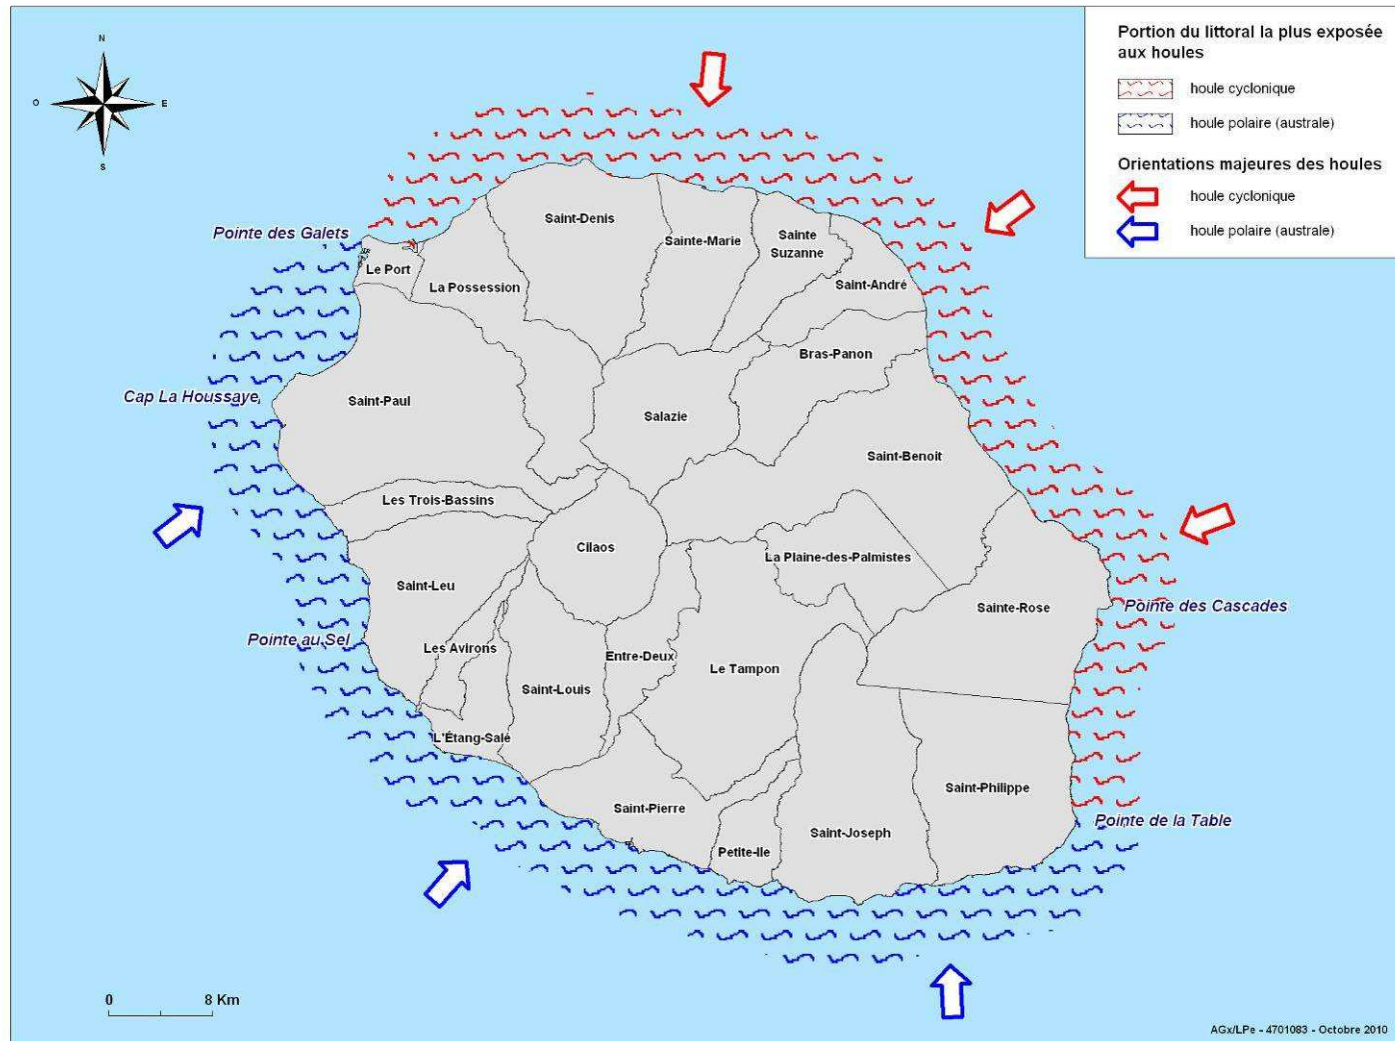 Portion du littoral la plus exposée
aux houles
houle cyclonique
houle polaire (australe)
Orientations majeures des houles
houle cyclonique
houle polaire (australe)
N
O
E
S
Pointe des Galets
Saint-Denis
Sainte-Marie
Sainte
Suzanne
Le Port
La Possession
Saint-André
Bras-Panon
Cap La Houssaye
Saint-Paul
Salazie
Saint-Benoit
Les Trois-Bassins
Cilaos
La Plaine-des-Palmistes
Saint-Leu
Sainte-Rose
Pointe des Cascades
Pointe au Sel
Les Avirons
Entre-Deux
Le Tampon
Saint-Louis
L'Étang-Salé
Saint-Philippe
Saint-Pierre
Pointe de la Table
Saint-Joseph
Petite-Ile
0 8 Km
AGx/LPe - 4701083 - Octobre 2010